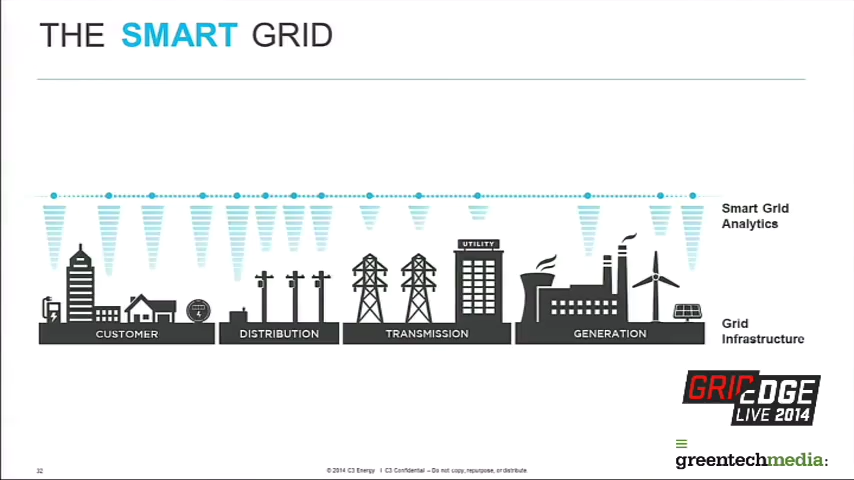 THE SMART GRID
Smart Grid
Analytics
UTILITY
CUSTOMER
DISTRIBUTION
TRANSMISSION
GENERATION
Grid
Infrastructure
GRID EDGE
LIVE 2014
greentechmedia:
32
© 2014 C3 Energy I C3 Confidential – Do not copy, repurpose, or distribute